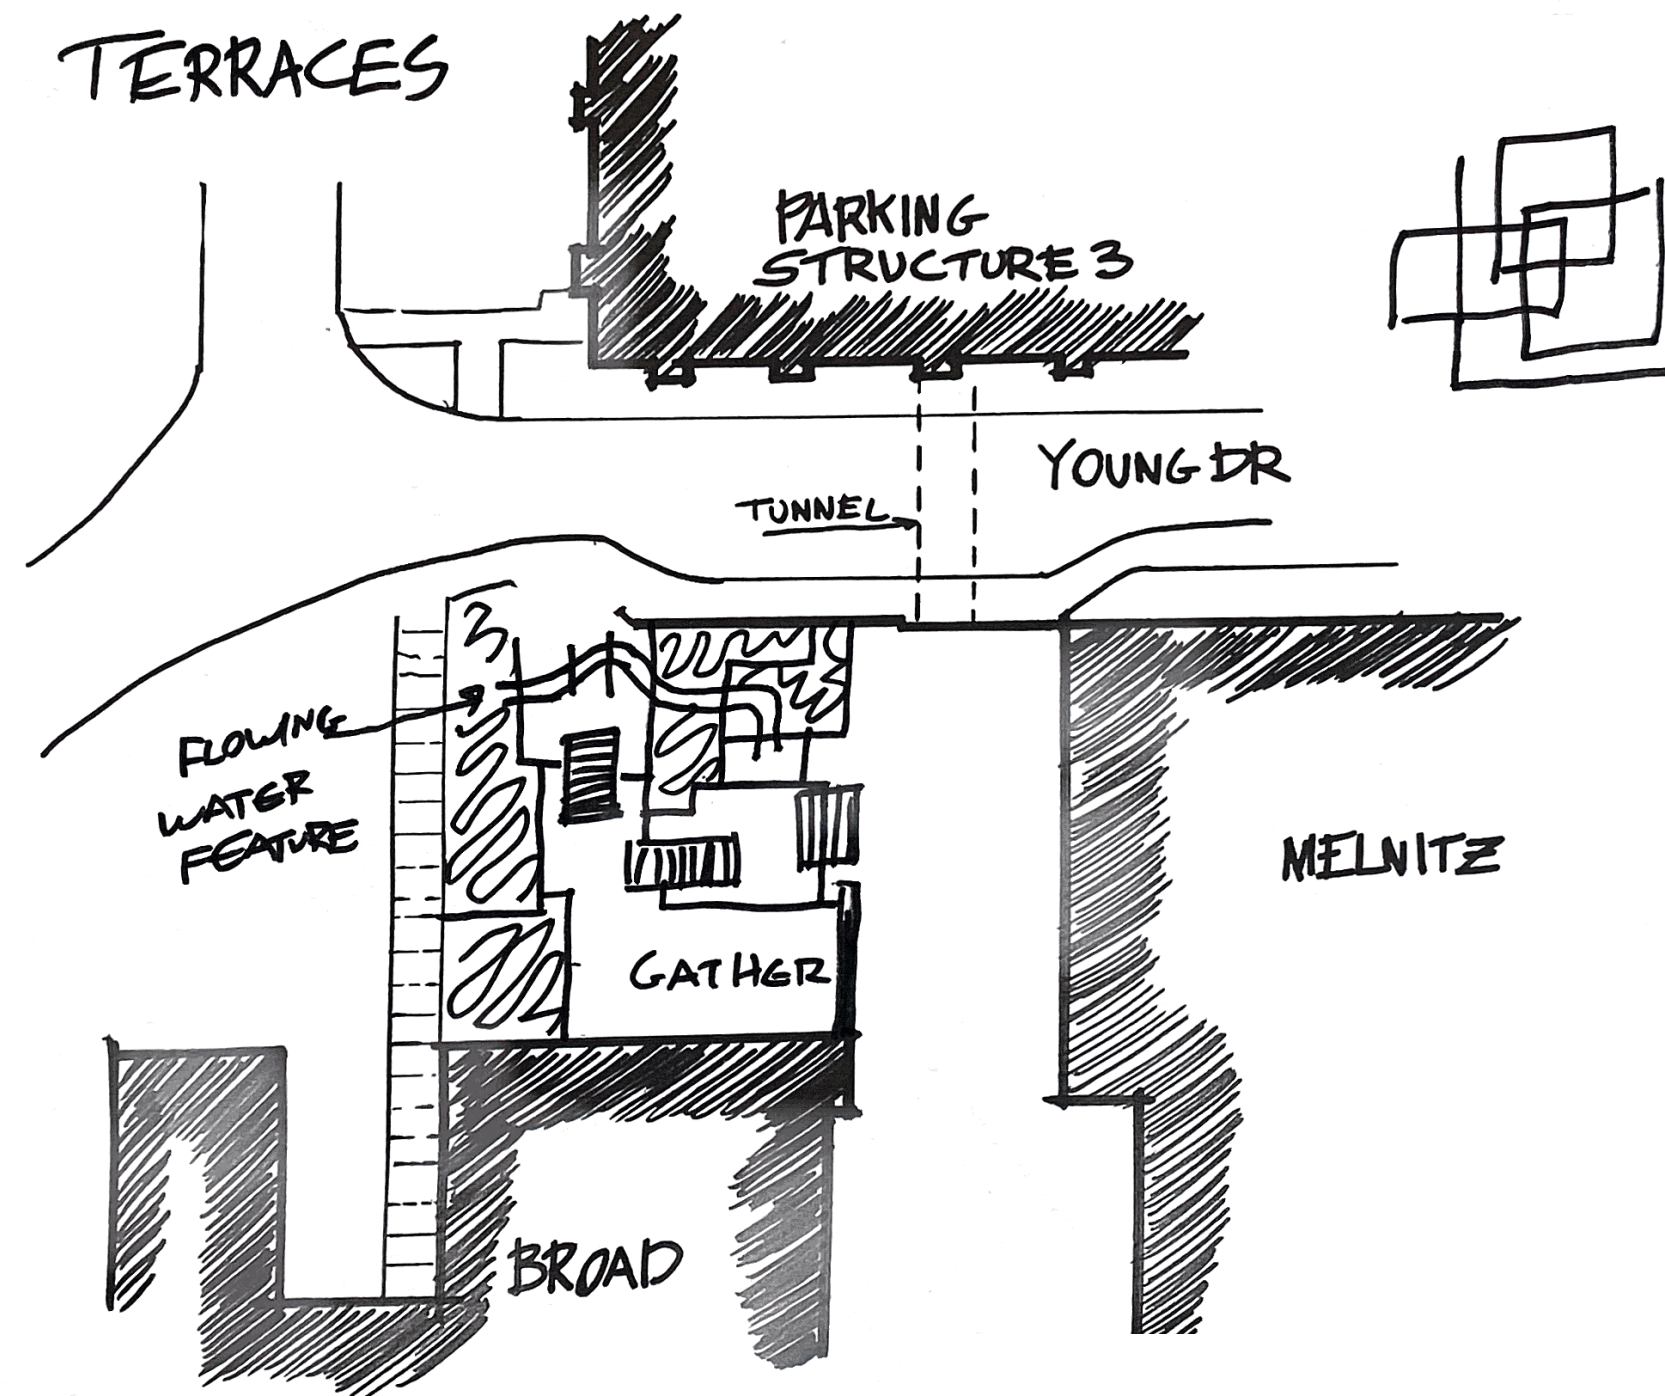 TERRACES
PARKING
STRUCTURE 3
YOUNG DR
TUNNEL
FLOWING
WATER
FEATURE
MELNITZ
GATHER
BROAD